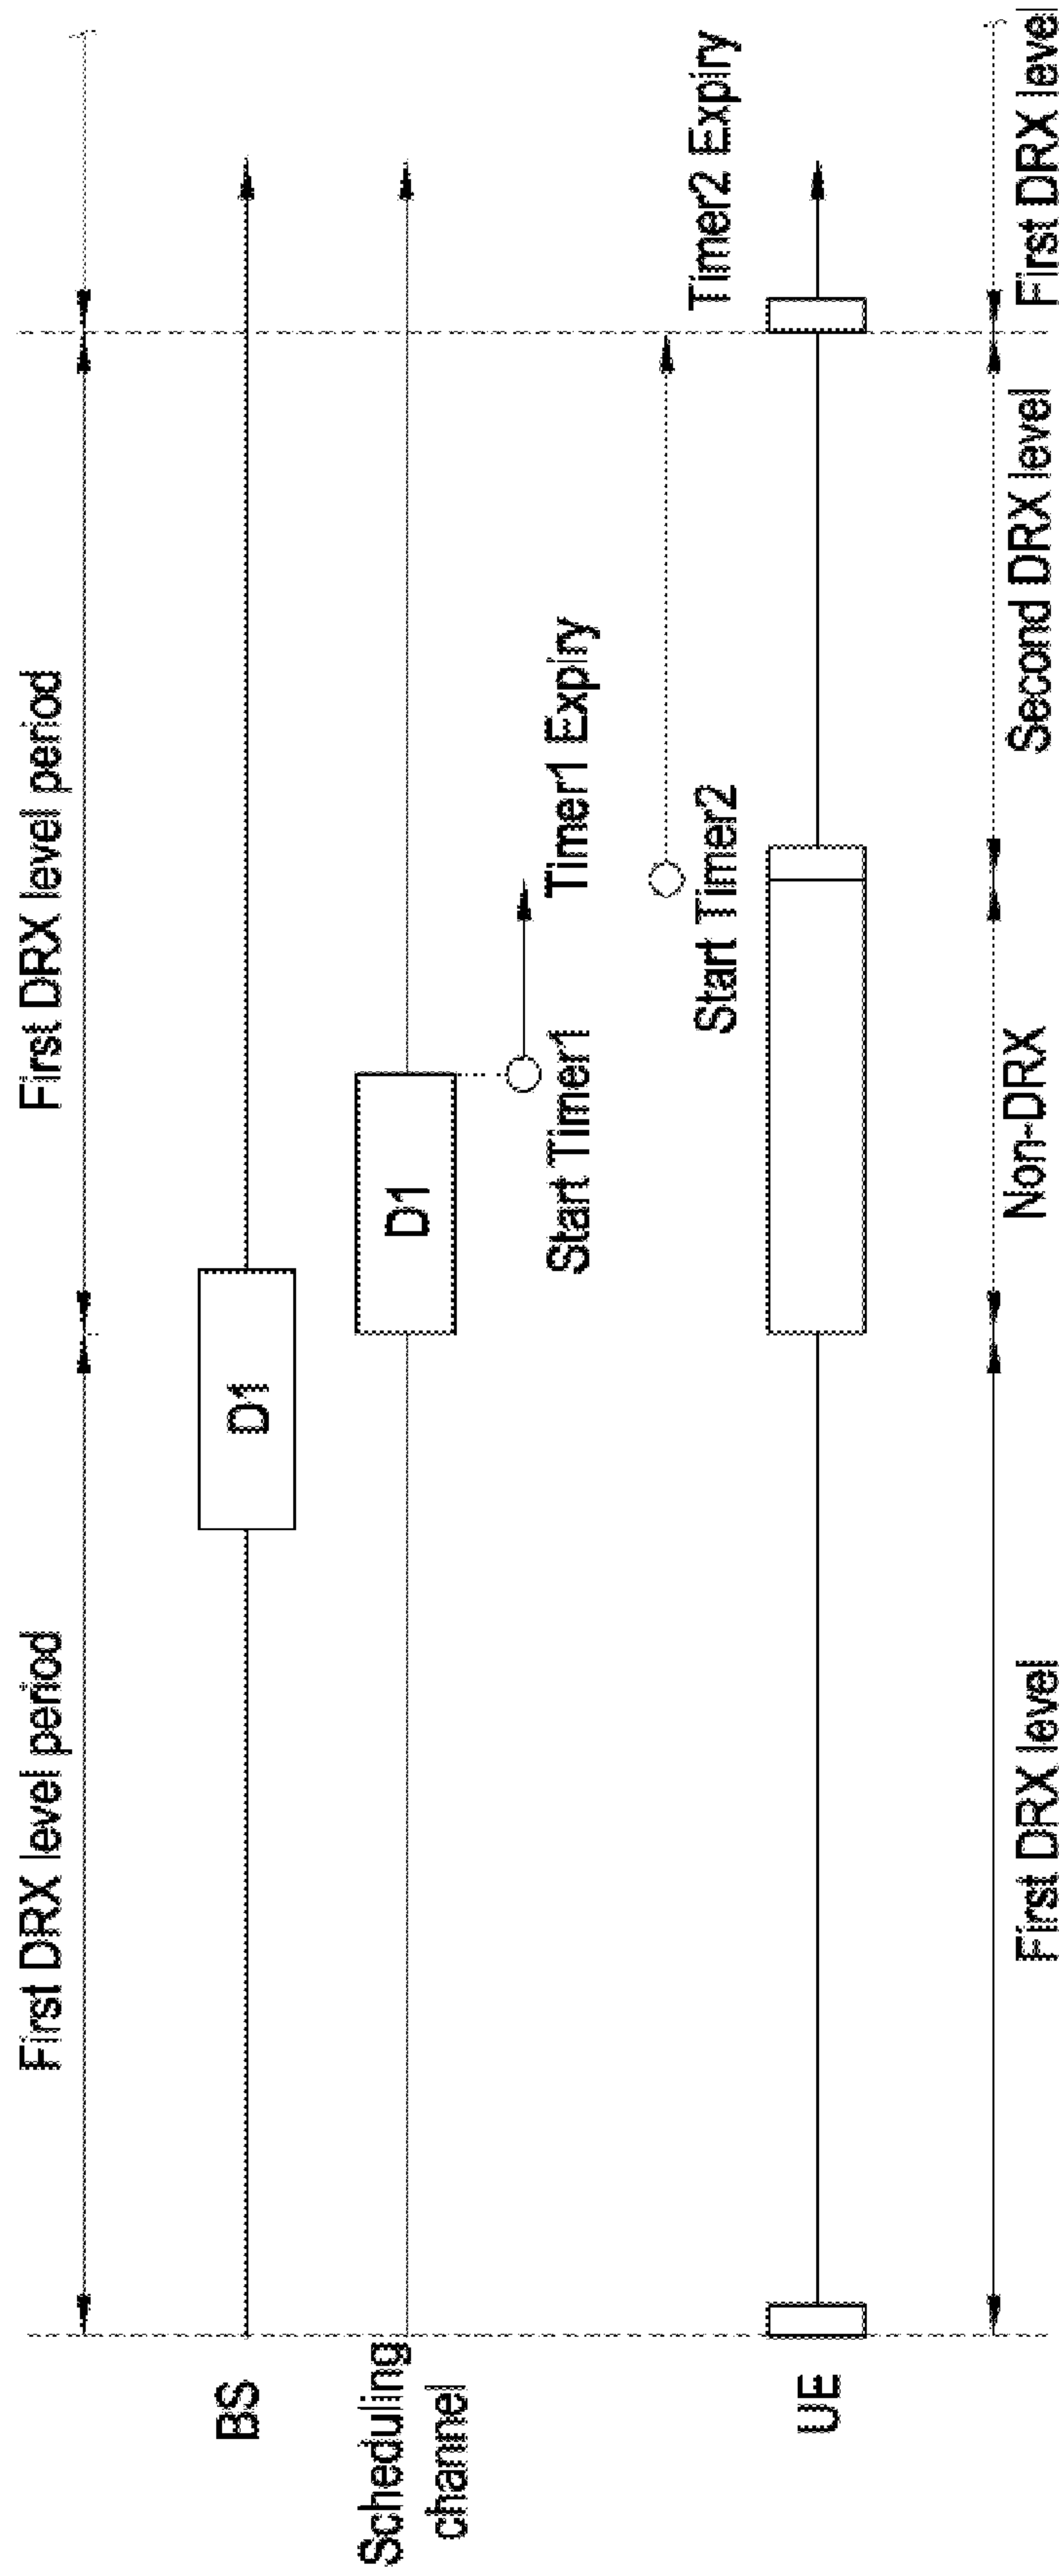 First DRX level period
First DRX level period
BS
D1
Scheduling
channel
D1
Start Timer1
Timer1 Expiry
Start Timer2
Timer2 Expiry
UE
First DRX level
Non-DRX
Second DRX level
First DRX level